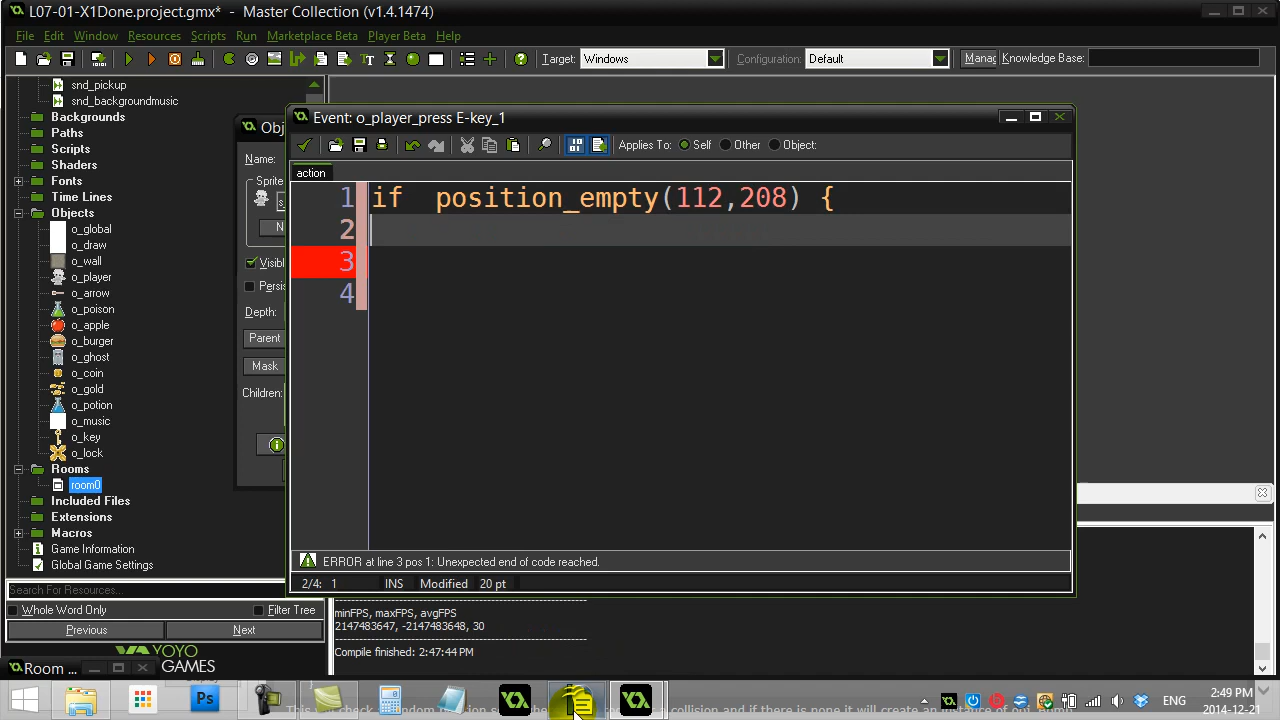 L07-01-X1Done.project.gmx* - Master Collection (v1.4.1474)
File Edit Window Resources Scripts Run Marketplace Beta Player Beta Help
Target: Windows Configuration: Default Manag Knowledge Base:
snd_pickup
snd_backgroundmusic
Backgrounds
Paths
Scripts
Shaders
Fonts
Time Lines
Objects
o_global
o_draw
o_wall
o_player
o_arrow
o_poison
o_apple
o_burger
o_ghost
o_coin
o_gold
o_potion
o_music
o_key
o_lock
Rooms
room0
Included Files
Extensions
Macros
Game Information
Global Game Settings
Search For Resources...
Whole Word Only Filter Tree
Previous Next
YOYO
GAMES
Room ...
Obj
Name:
Sprite
s
N
Visibl
Persis
Depth:
Parent
Mask
Children:
Event: o_player_press E-key_1
Applies To: Self Other Object:
action
1 if position_empty(112,208) {
2
3
4
ERROR at line 3 pos 1: Unexpected end of code reached.
2/4: 1 INS Modified 20 pt
minFPS, maxFPS, avgFPS
2147483647, -2147483648, 30
Compile finished: 2:47:44 PM
Ps
ENG
2:49 PM
2014-12-21